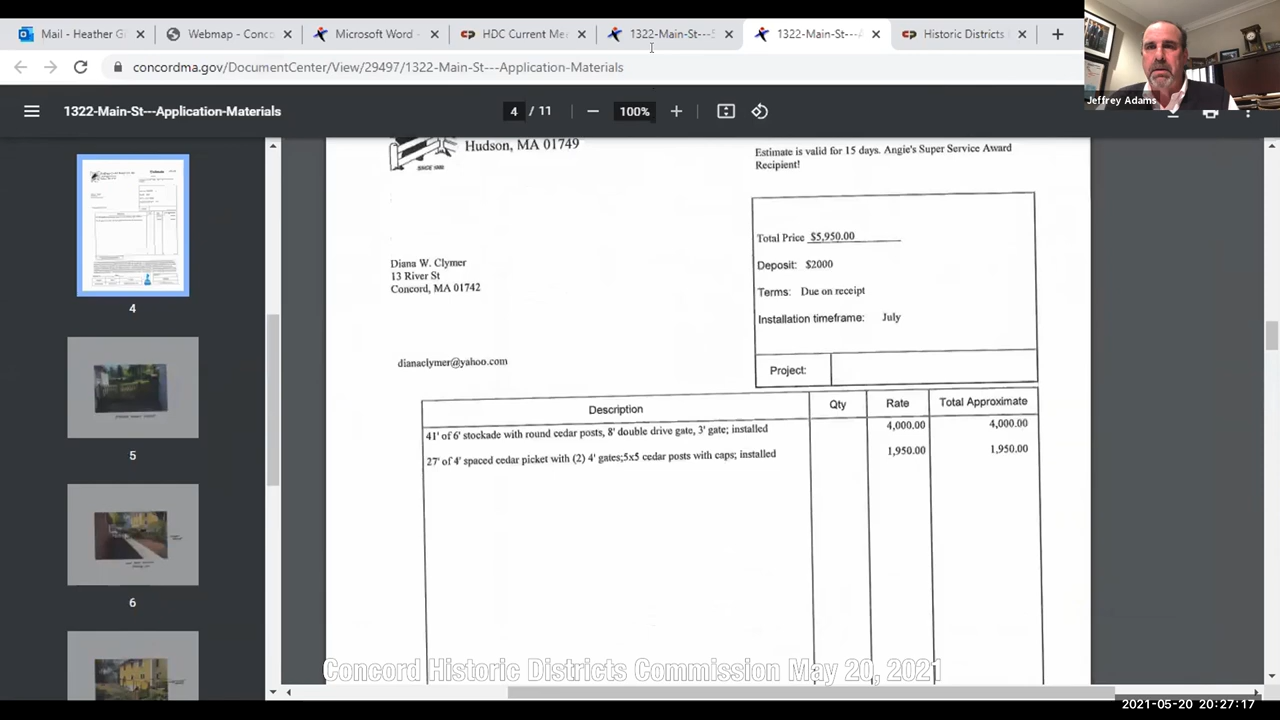 Mail - Heather G
Webmap - Conco
Microsoft Word -
HDC Current Me
1322-Main-St---S
1322-Main-St---A
Historic Districts
concordma.gov/DocumentCenter/View/29497/1322-Main-St---Application-Materials
Jeffrey Adams
1322-Main-St---Application-Materials
4 / 11
100%
Hudson, MA 01749
SINCE
Estimate is valid for 15 days. Angie's Super Service Award
Recipient!
Total Price $5,950.00
Deposit: $2000
Terms: Due on receipt
Installation timeframe: July
Project:
Diana W. Clymer
13 River St
Concord, MA 01742
dianaclymer@yahoo.com
Description Qty Rate Total Approximate
41' of 6' stockade with round cedar posts, 8' double drive gate, 3' gate; installed 4,000.00 4,000.00
27' of 4' spaced cedar picket with (2) 4' gates;5x5 cedar posts with caps; installed 1,950.00 1,950.00
4
5
6
Concord Historic Districts Commission May 20, 2021
2021-05-20 20:27:17